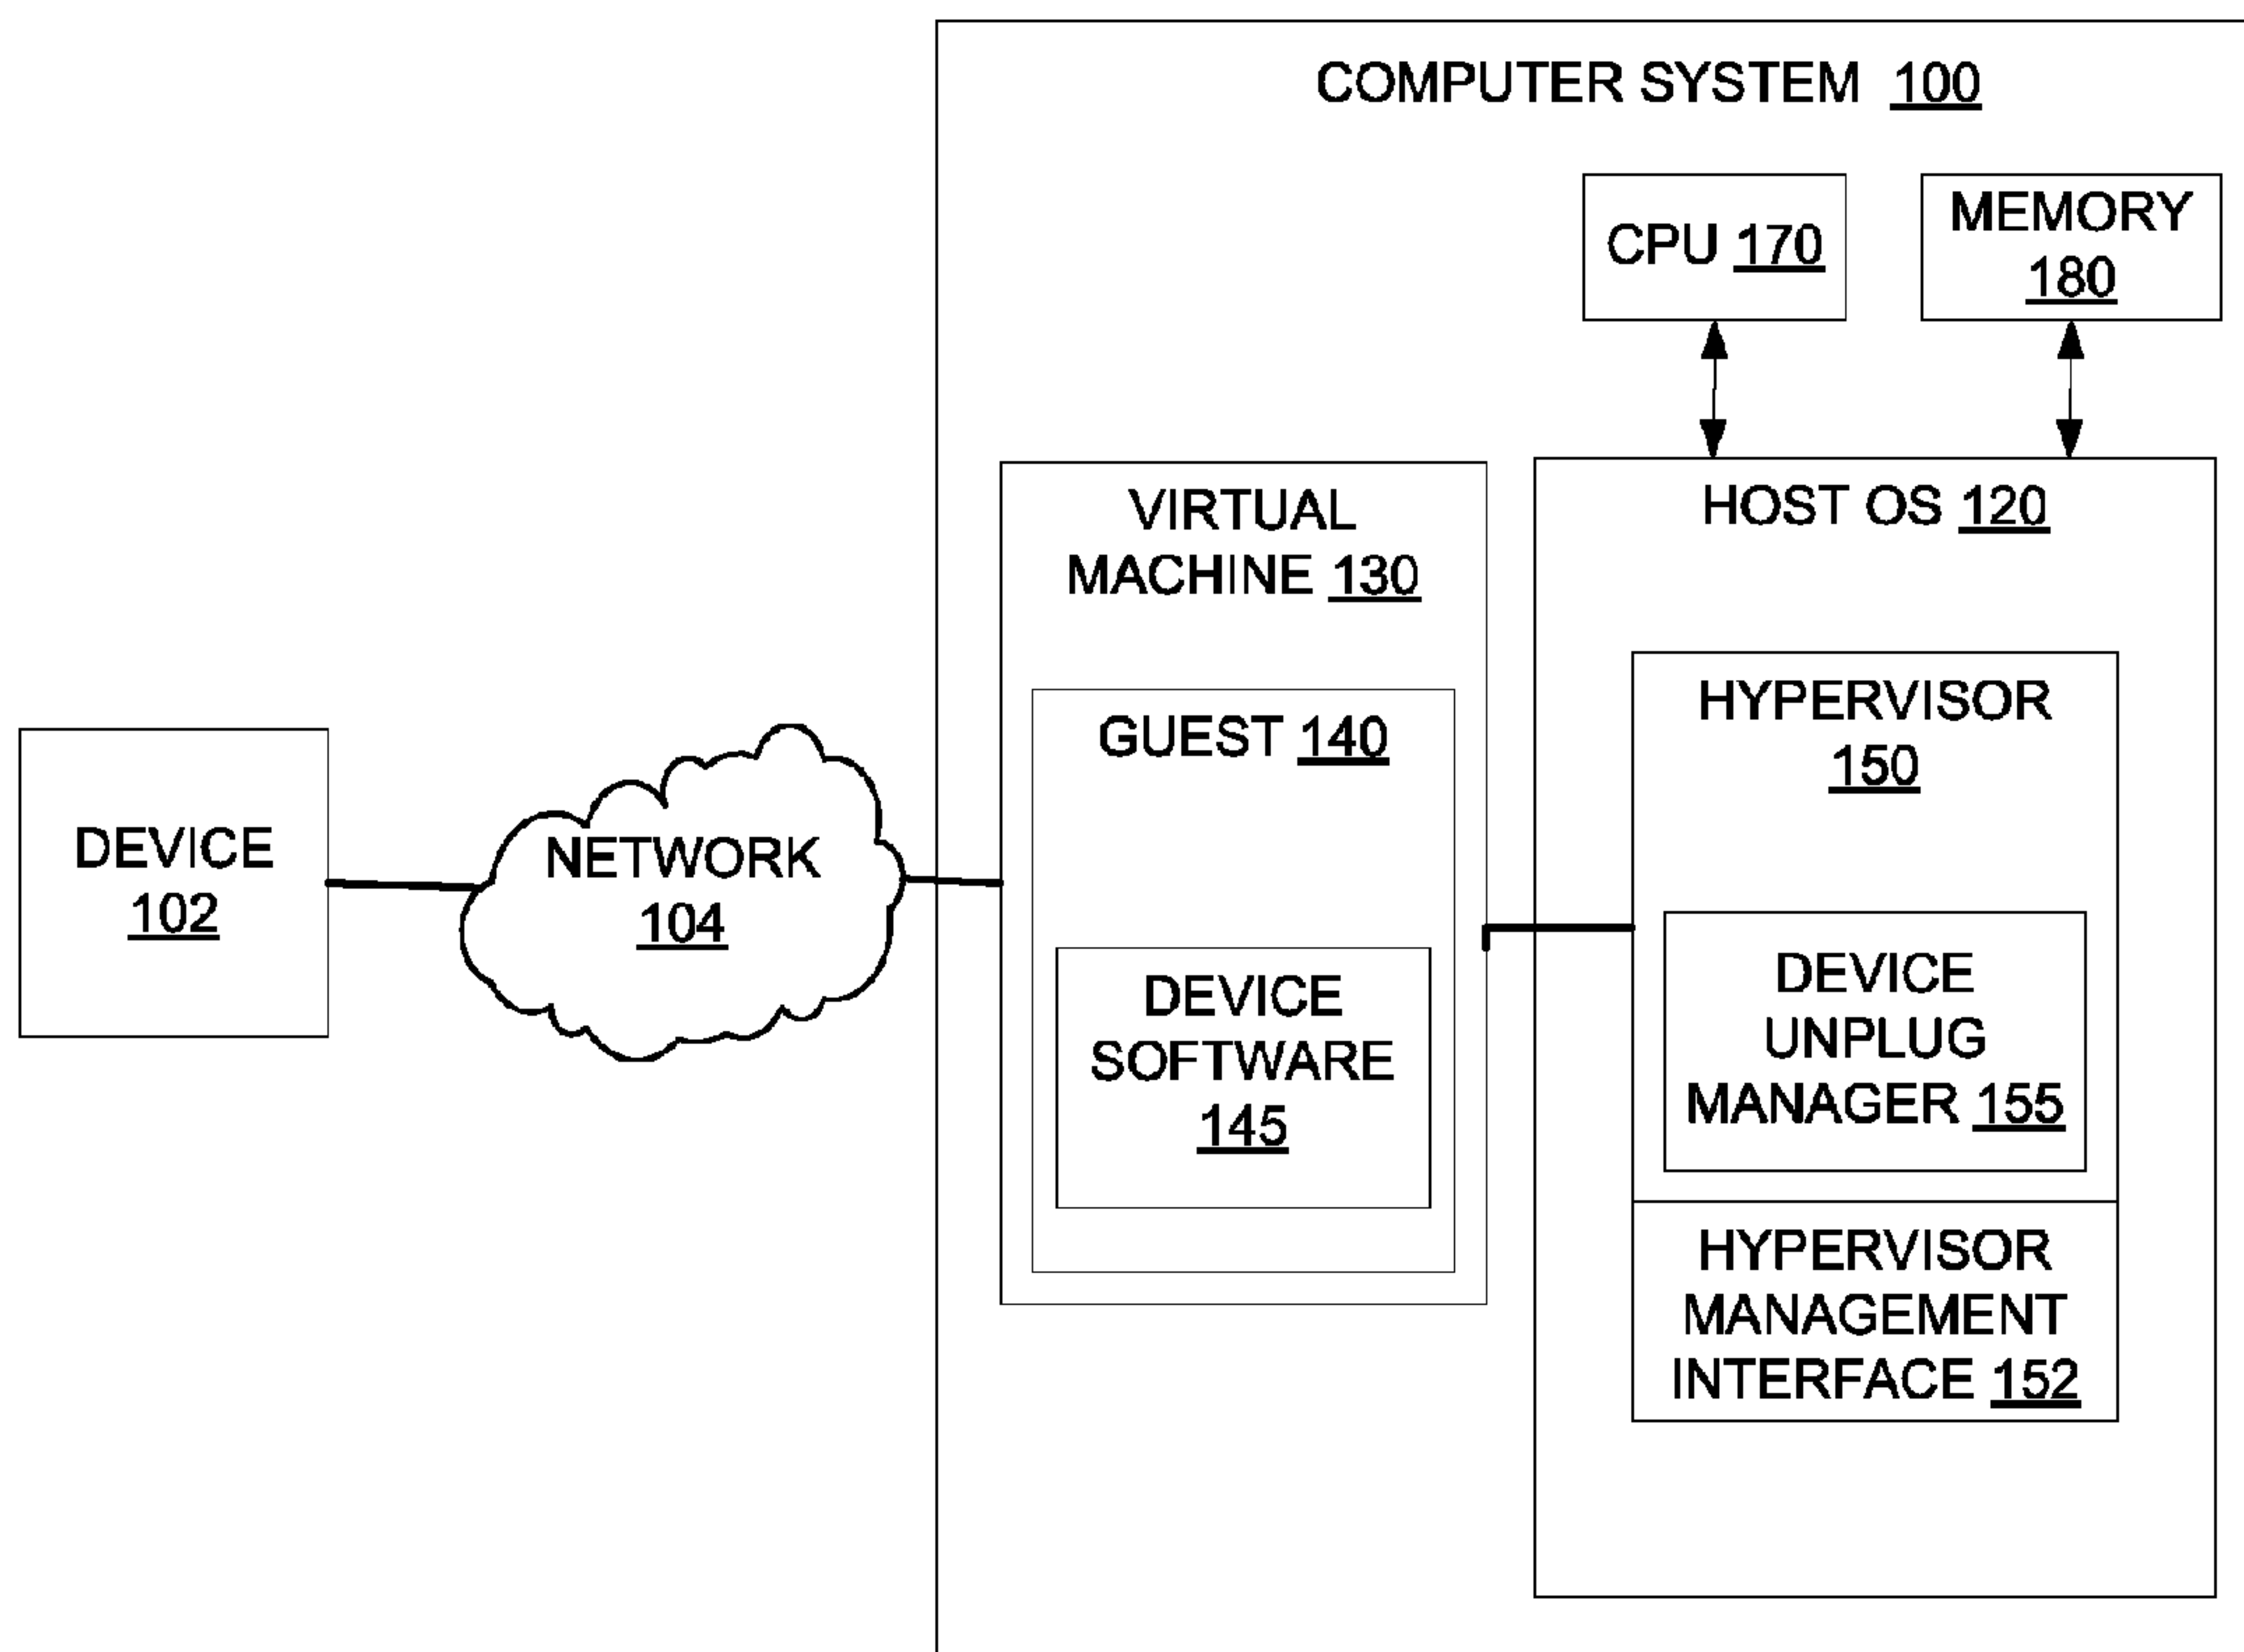 COMPUTER SYSTEM 100
CPU 170
MEMORY
180
HOST OS 120
VIRTUAL
MACHINE 130
HYPERVISOR
150
GUEST 140
DEVICE
102
NETWORK
104
DEVICE
SOFTWARE
145
DEVICE
UNPLUG
MANAGER 155
HYPERVISOR
MANAGEMENT
INTERFACE 152